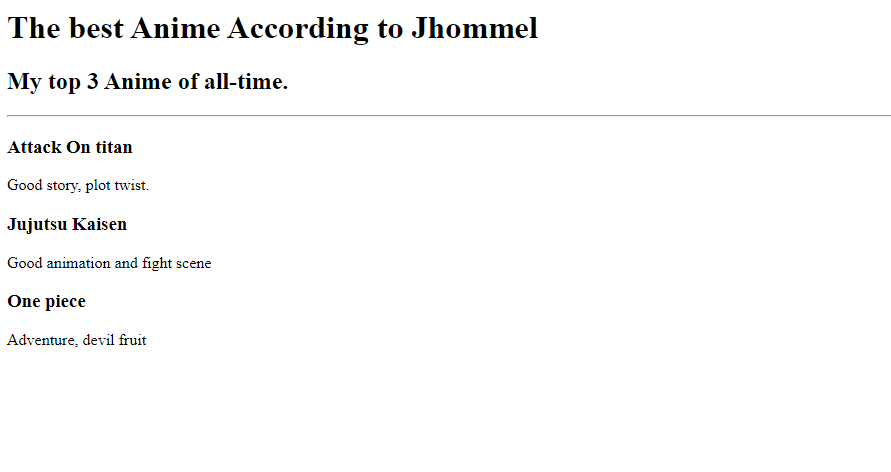 The best Anime According to Jhommel
My top 3 Anime of all-time.
Attack On titan
Good story, plot twist.
Jujutsu Kaisen
Good animation and fight scene
One piece
Adventure, devil fruit